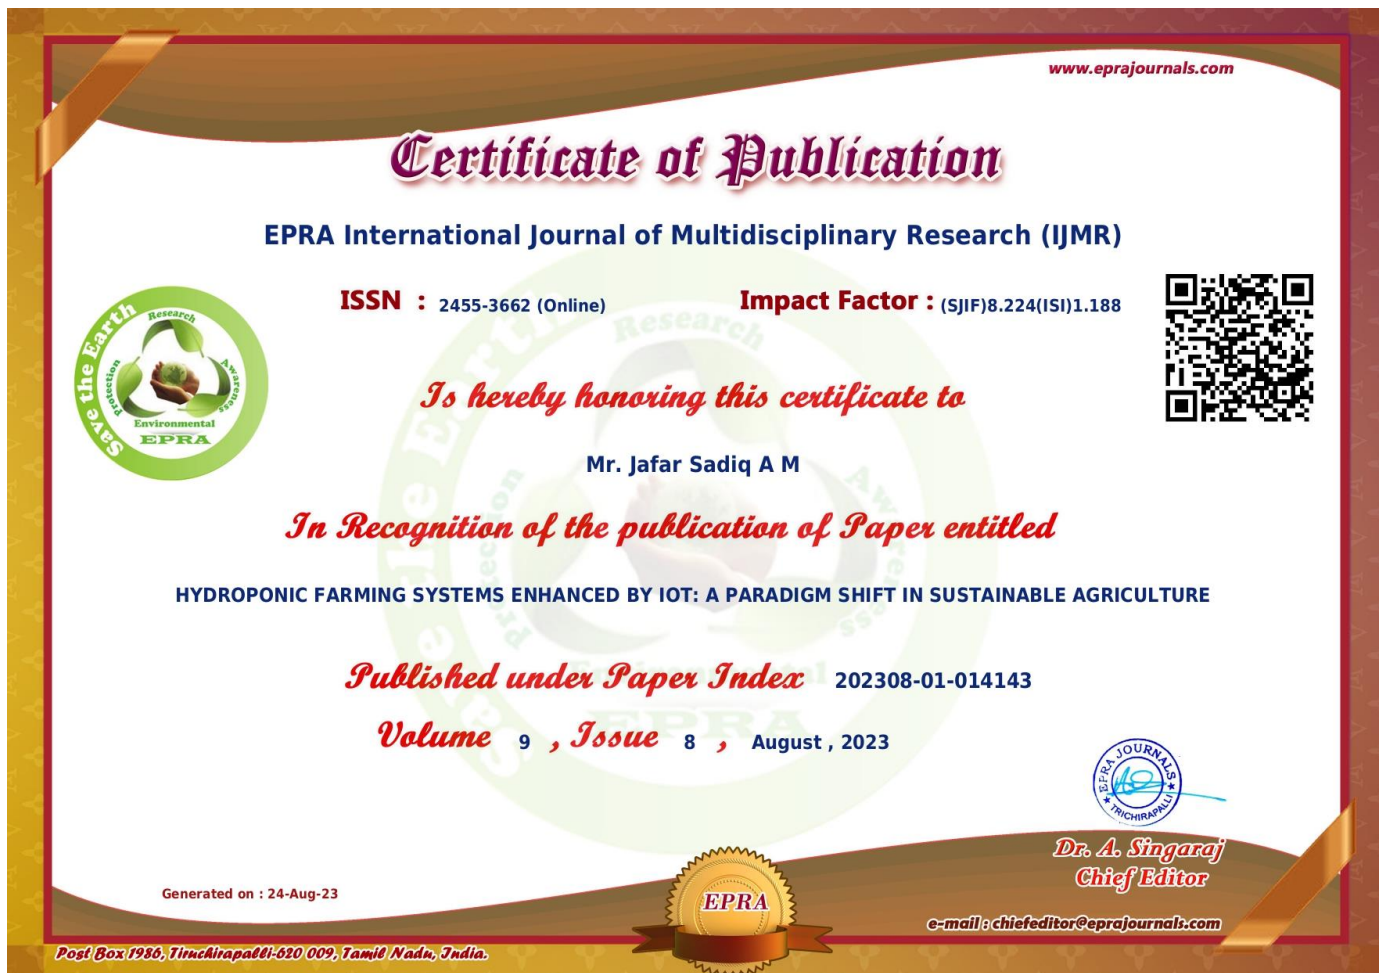 www.eprajournals.com
Certificate of Publication
EPRA International Journal of Multidisciplinary Research (IJMR)
ISSN : 2455-3662 (Online)
Impact Factor : (SJIF)8.224(ISI)1.188
Save the Earth
Research
Protection
Awareness
Environmental
EPRA
Is hereby honoring this certificate to
Mr. Jafar Sadiq A M
In Recognition of the publication of Paper entitled
HYDROPONIC FARMING SYSTEMS ENHANCED BY IOT: A PARADIGM SHIFT IN SUSTAINABLE AGRICULTURE
Published under Paper Index 202308-01-014143
Volume 9 , Issue 8 , August , 2023
EPRA JOURNALS
TRICHIRAPALLI
Dr. A. Singaraj
Chief Editor
Generated on : 24-Aug-23
EPRA
e-mail : chiefeditor@eprajournals.com
Post Box 1986, Tiruchirapalli-620 009, Tamil Nadu, India.